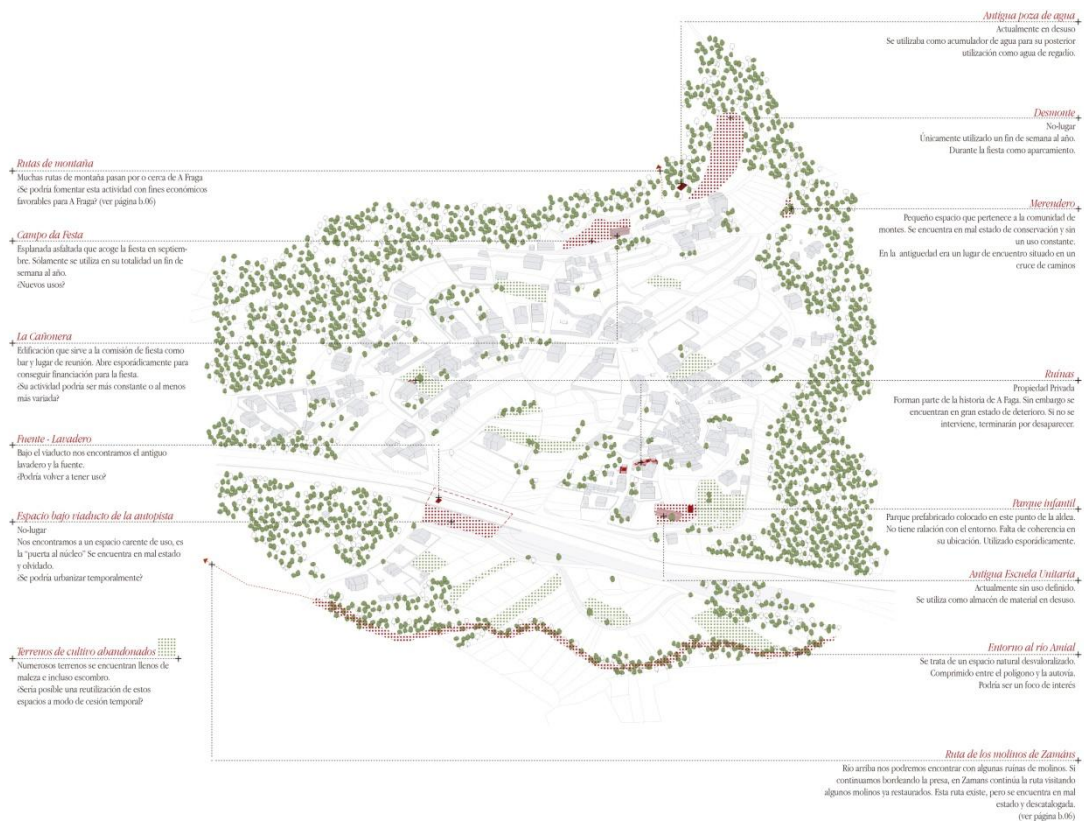 Antigua poza de agua
Actualmente en desuso
Se utilizaba como acumulador de agua para su posterior
utilización como agua de regadío.
Desmonte
No-lugar
Únicamente utilizado un fin de semana al año.
Durante la fiesta como aparcamiento.
Rutas de montaña
Muchas rutas de montaña pasan por o cerca de A Fraga
¿Se podría fomentar esta actividad con fines económicos
favorables para A Fraga? (ver página b.06)
Merendero
Pequeño espacio que pertenece a la comunidad de
montes. Se encuentra en mal estado de conservación y sin
un uso constante.
En la antiguedad era un lugar de encuentro situado en un
cruce de caminos
Campo da Festa
Esplanada asfaltada que acoge la fiesta en septiem-
bre. Sólamente se utiliza en su totalidad un fin de
semana al año.
¿Nuevos usos?
La Cañonera
Edificación que sirve a la comisión de fiesta como
bar y lugar de reunión. Abre esporádicamente para
conseguir financiación para la fiesta.
¿Su actividad podría ser más constante o al menos
más variada?
Ruinas
Propiedad Privada
Forman parte de la historia de A Faga. Sin embargo se
encuentran en gran estado de deterioro. Si no se
interviene, terminarán por desaparecer.
Fuente - Lavadero
Bajo el viaducto nos encontramos el antiguo
lavadero y la fuente.
¿Podría volver a tener uso?
Espacio bajo viaducto de la autopista
No-lugar
Nos encontramos a un espacio carente de uso, es
la "puerta al núcleo" Se encuentra en mal estado
y olvidado.
¿Se podría urbanizar temporalmente?
Parque infantil
Parque prefabricado colocado en este punto de la aldea.
No tiene ralación con el entorno. Falta de coherencia en
su ubicación. Utilizado esporádicamente.
Antigua Escuela Unitaria
Actualmente sin uso definido.
Se utiliza como almacén de material en desuso.
Terrenos de cultivo abandonados
Numerosos terrenos se encuentran llenos de
maleza e incluso escombro.
¿Sería posible una reutilización de estos
espacios a modo de cesión temporal?
Entorno al río Amial
Se trata de un espacio natural desvaloralizado.
Comprimido entre el polígono y la autovía.
Podría ser un foco de interés
Ruta de los molinos de Zamáns
Río arriba nos podremos encontrar con algunas ruinas de molinos. Si
continuamos bordeando la presa, en Zamans continúa la ruta visitando
algunos molinos ya restaurados. Esta ruta existe, pero se encuentra en mal
estado y descatalogada.
(ver página b.06)